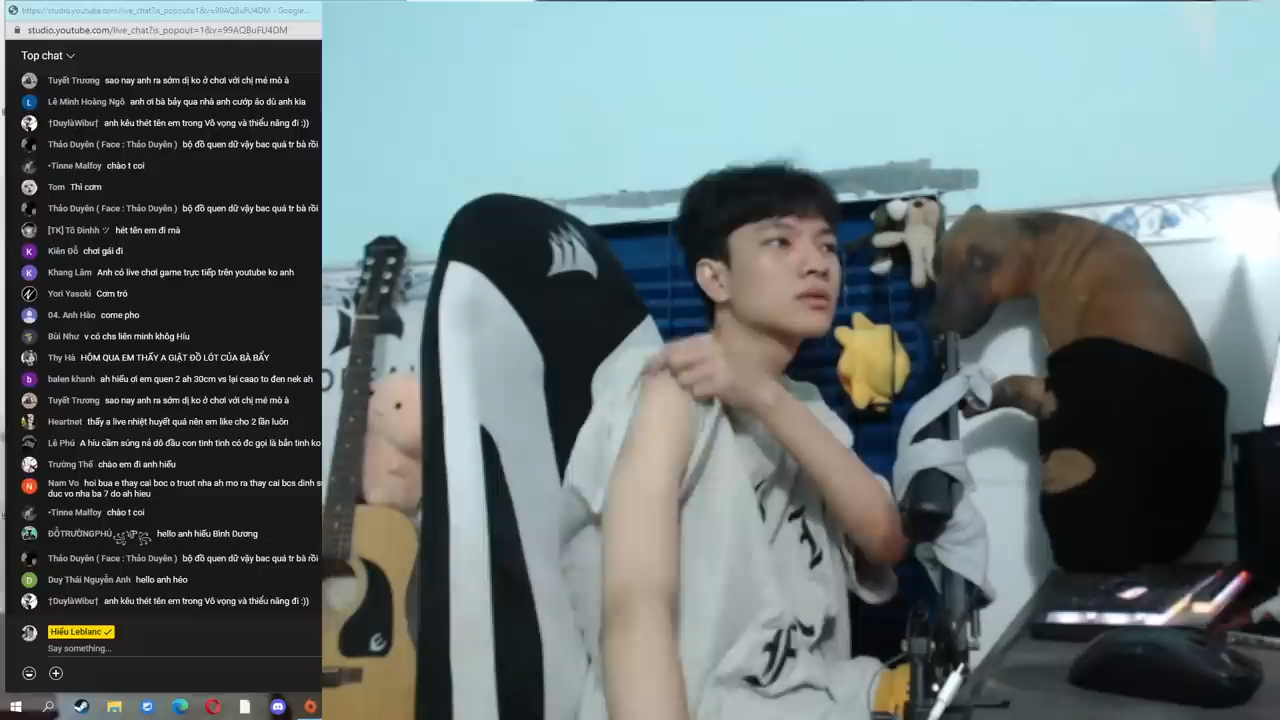 https://studio.youtube.com/live_chat?is_popout=1&v=99AQBuFU4DM - Google...
studio.youtube.com/live_chat?is_popout=1&v=99AQBuFU4DM
Top chat
Tuyết Trương sao nay anh ra sớm dị ko ở chơi với chị mé mò à
Lê Minh Hoàng Ngô anh ơi bà bảy qua nhà anh cướp áo dù anh kia
†DuylàWibu† anh kêu thét tên em trong Vô vọng và thiếu năng đi :))
Thảo Duyên ( Face : Thảo Duyên ) bộ đồ quen dữ vậy bac quá tr bà rồi
•Tinne Malfoy chào t coi
Tom Thì cơm
Thảo Duyên ( Face : Thảo Duyên ) bộ đồ quen dữ vậy bac quá tr bà rồi
[TK] Tô Đình ツ hét tên em đi mà
Kiên Đỗ chơi gái đi
Khang Lâm Anh có live chơi game trực tiếp trên youtube ko anh
Yori Yasoki Cơm trỏ
04. Anh Hào come pho
Bùi Như v có chs liên minh khôg Híu
Thy Hà HÔM QUA EM THẤY A GIẬT ĐỒ LÓT CỦA BÀ BẨY
balen khanh ah hiếu ơi em quen 2 ah 30cm vs lại caao to đen nek ah
Tuyết Trương sao nay anh ra sớm dị ko ở chơi với chị mé mò à
Heartnet thấy a live nhiệt huyết quá nên em like cho 2 lần luôn
Lê Phú A híu cầm súng nả dô đầu con tinh tinh có đc gọi là bắn tinh ko
Trường Thế chào em đi anh hiếu
Nam Vo hoi bua e thay cai boc o truot nha ah mo ra thay cai bcs dinh s
duc vo nha ba 7 do ah hieu
•Tinne Malfoy chào t coi
ĐỖTRƯỜNGPHÚ hello anh hiếu Bình Dương
Thảo Duyên ( Face : Thảo Duyên ) bộ đồ quen dữ vậy bac quá tr bà rồi
Duy Thái Nguyễn Anh hello anh héo
†DuylàWibu† anh kêu thét tên em trong Vô vọng và thiếu năng đi :))
Hiếu Leblanc
Say something...